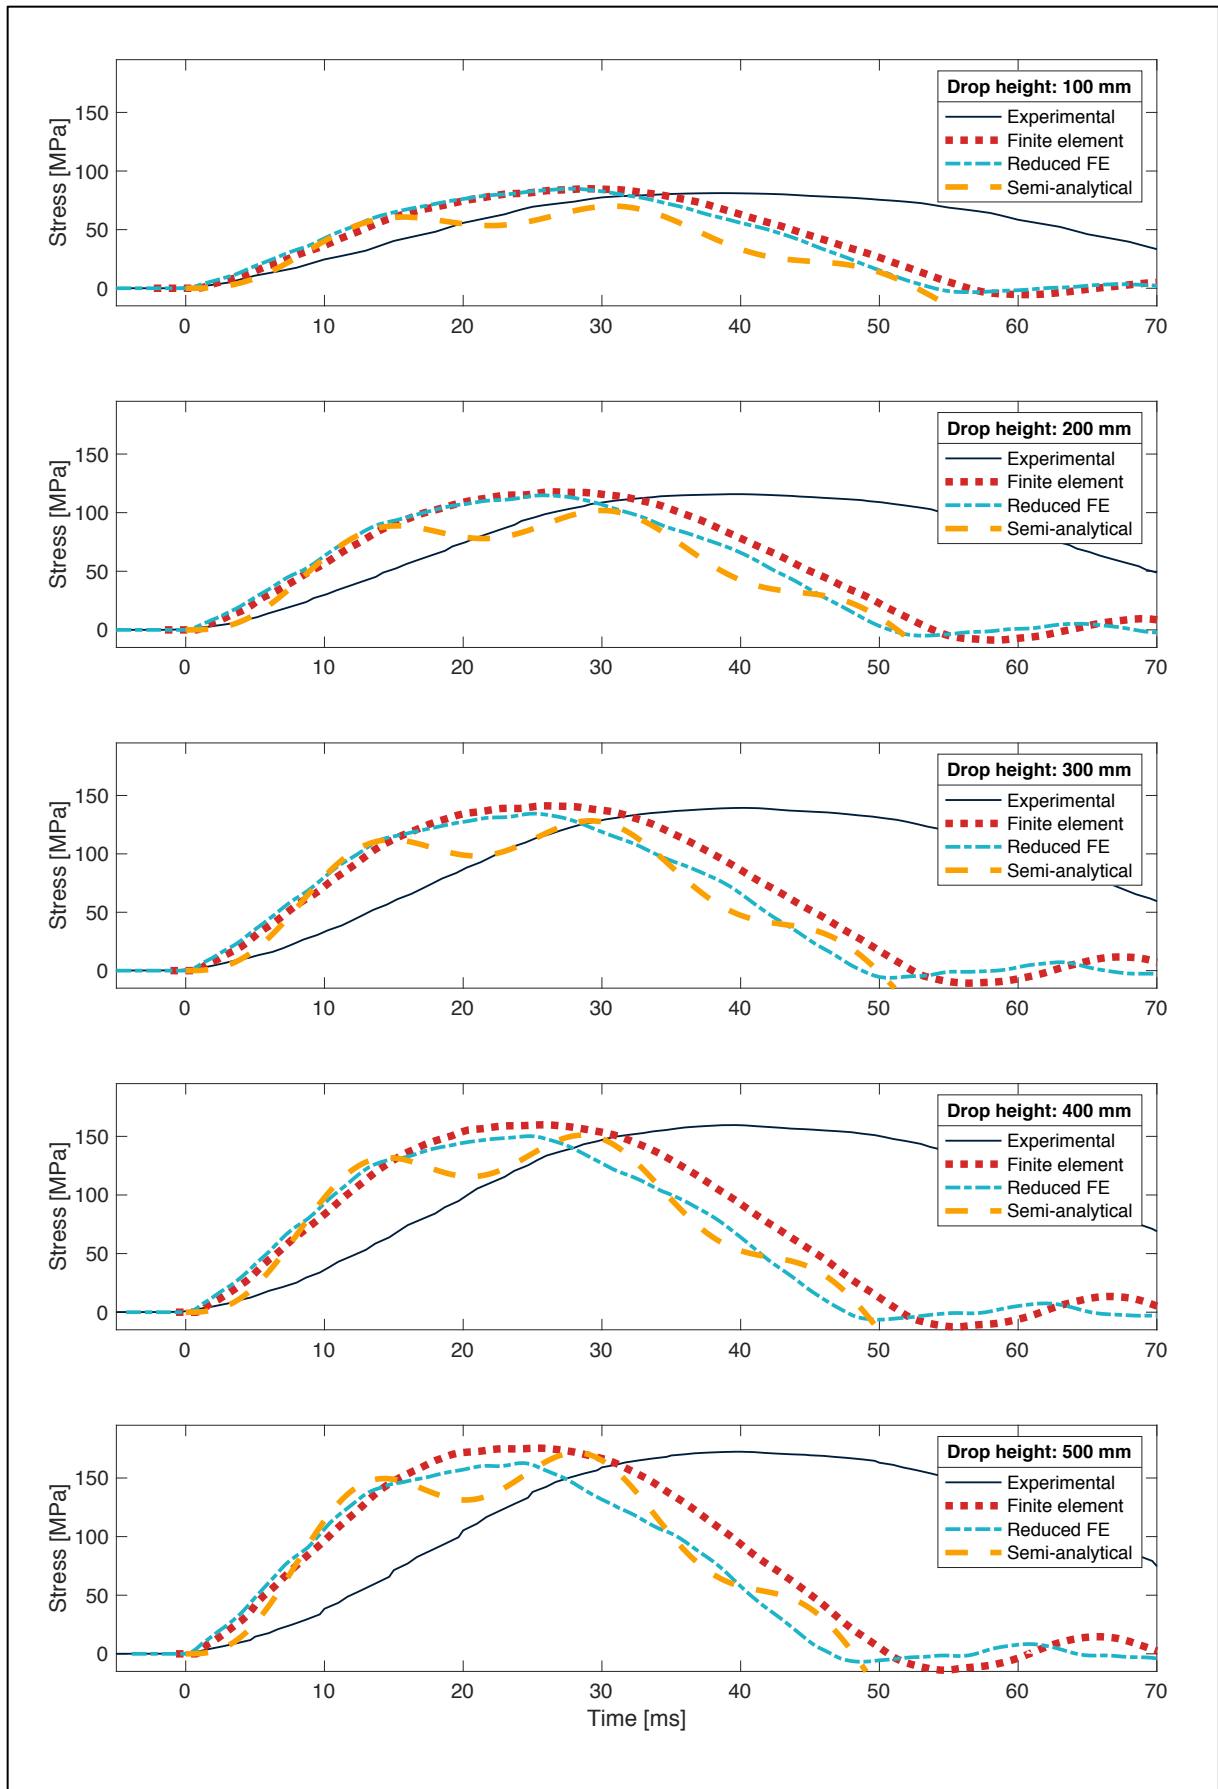 Drop height: 100 mm
Experimental
Finite element
Reduced FE
Semi-analytical
Stress [MPa]
150
100
50
0
0 10 20 30 40 50 60 70
Drop height: 200 mm
Experimental
Finite element
Reduced FE
Semi-analytical
Stress [MPa]
150
100
50
0
0 10 20 30 40 50 60 70
Drop height: 300 mm
Experimental
Finite element
Reduced FE
Semi-analytical
Stress [MPa]
150
100
50
0
0 10 20 30 40 50 60 70
Drop height: 400 mm
Experimental
Finite element
Reduced FE
Semi-analytical
Stress [MPa]
150
100
50
0
0 10 20 30 40 50 60 70
Drop height: 500 mm
Experimental
Finite element
Reduced FE
Semi-analytical
Stress [MPa]
150
100
50
0
0 10 20 30 40 50 60 70
Time [ms]